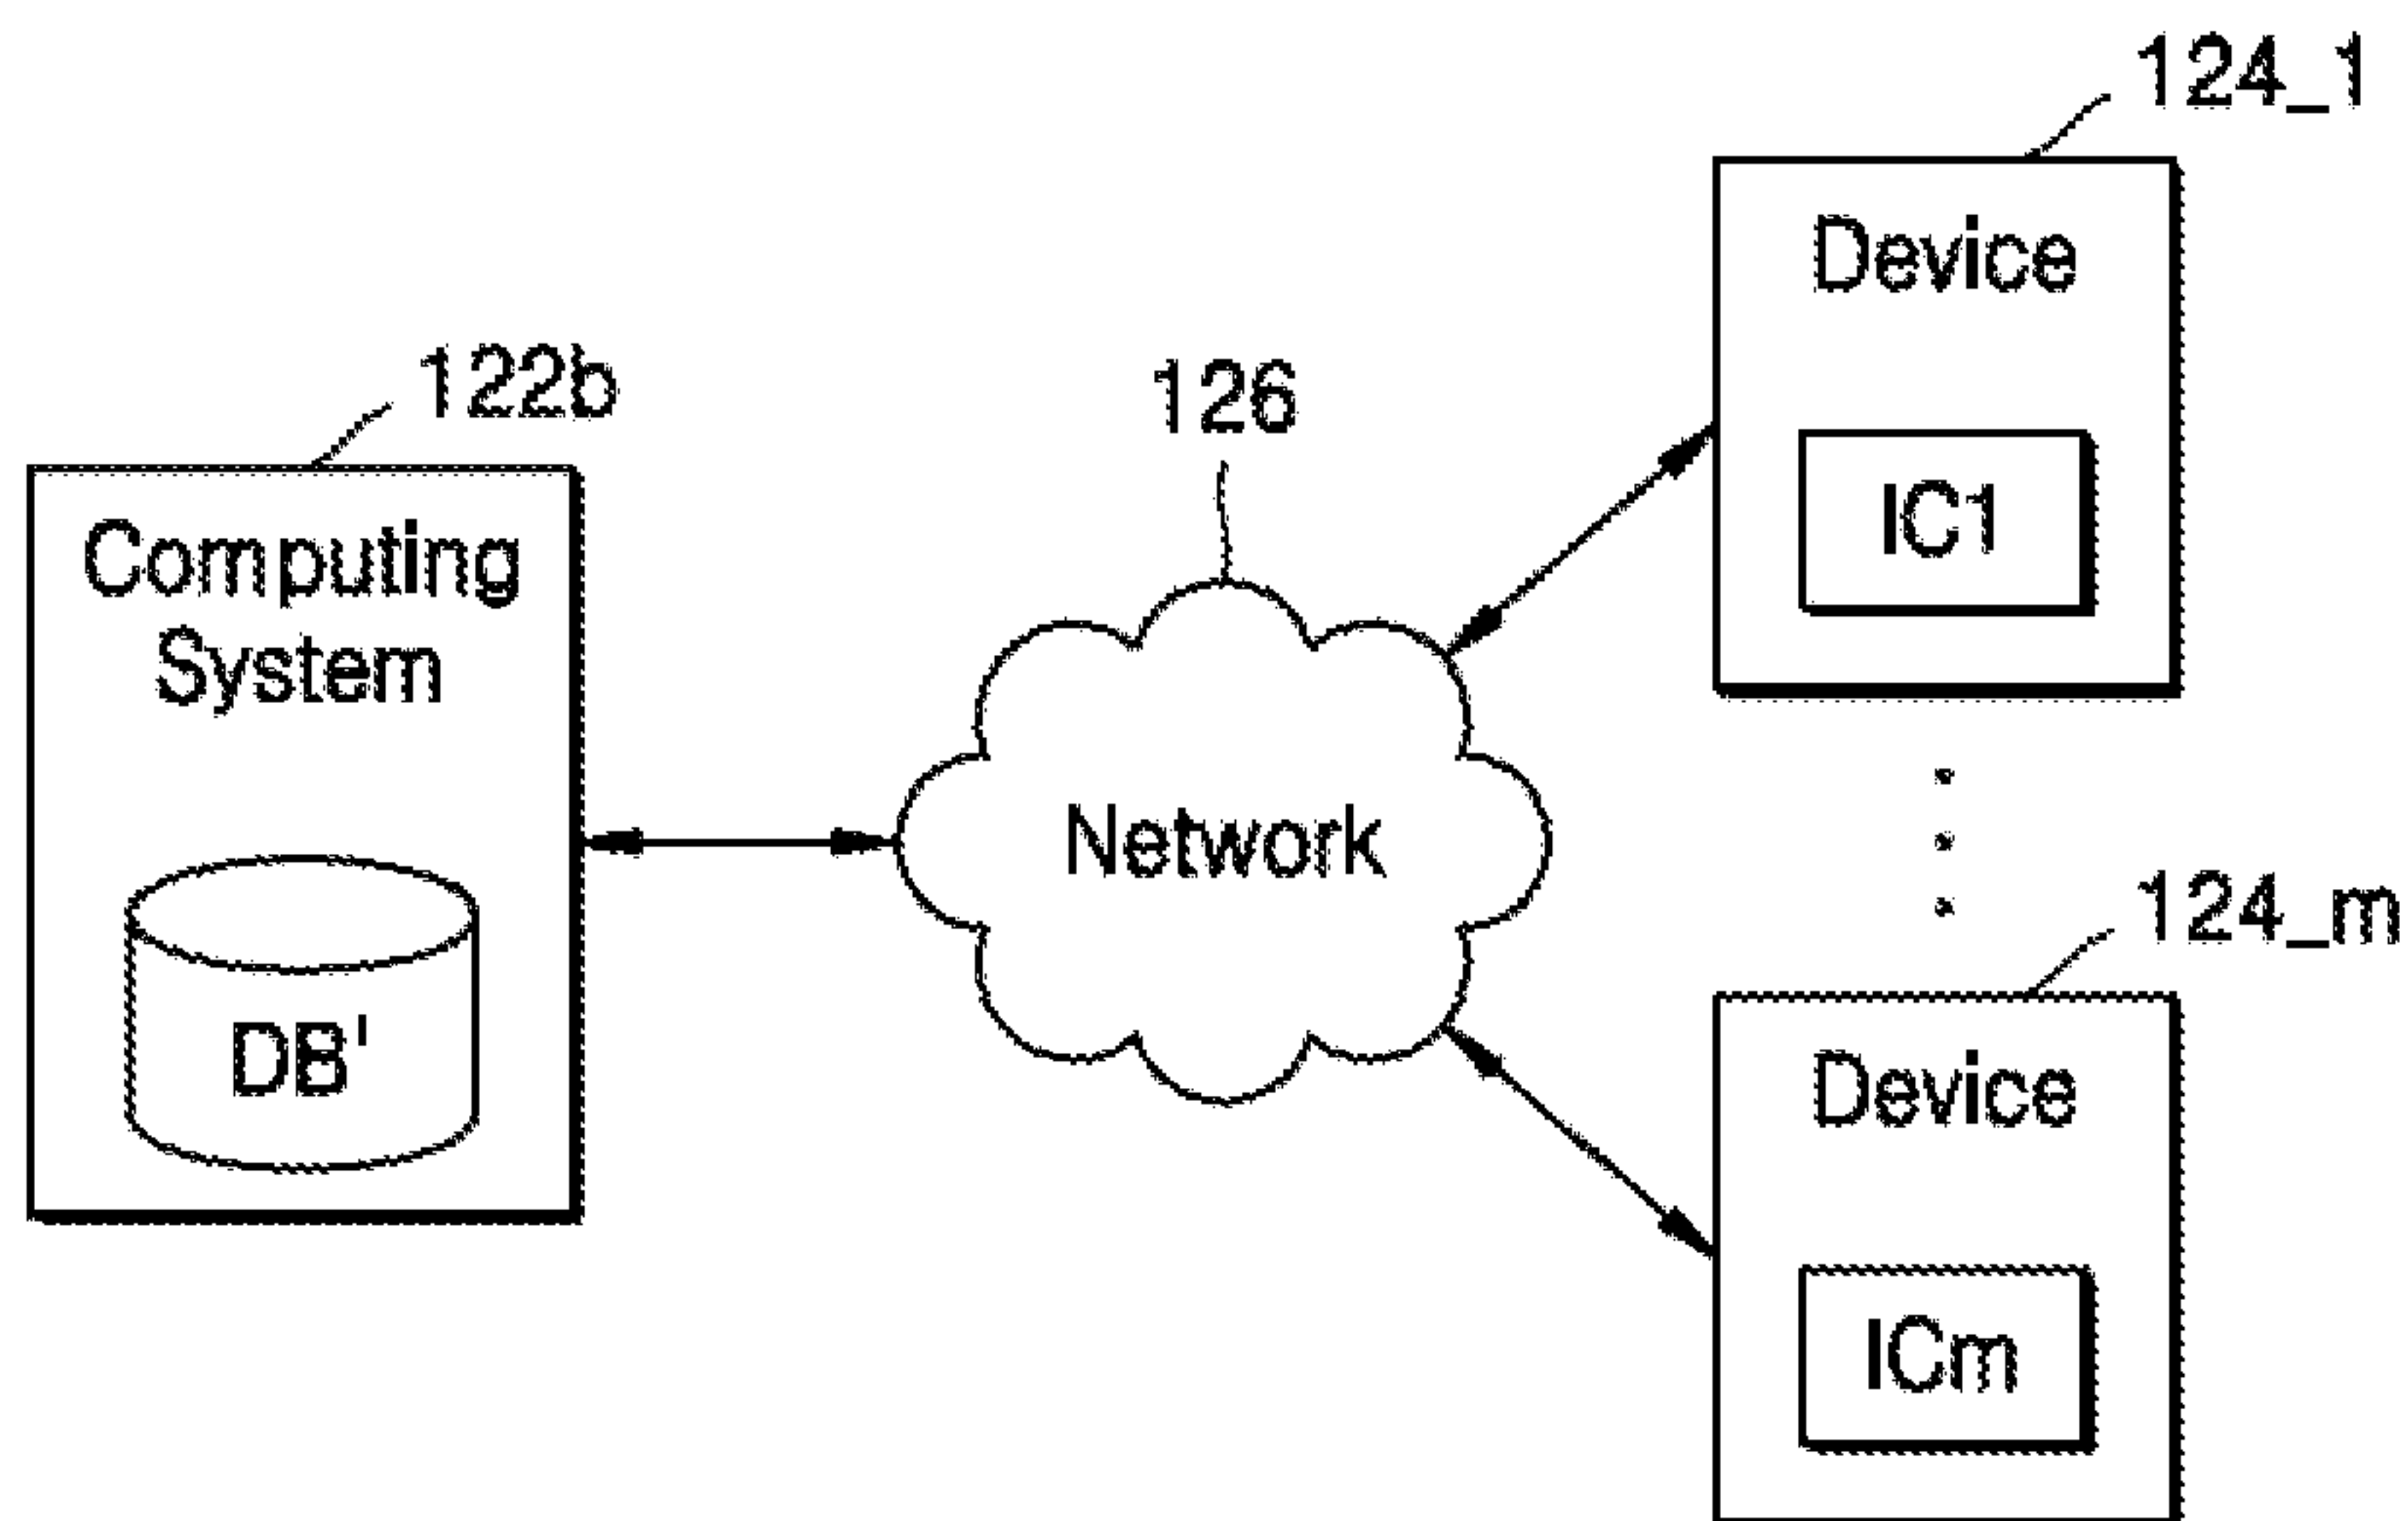 124_1
Device
IC1
122b
Computing
System
DB'
126
Network
124_m
Device
ICm